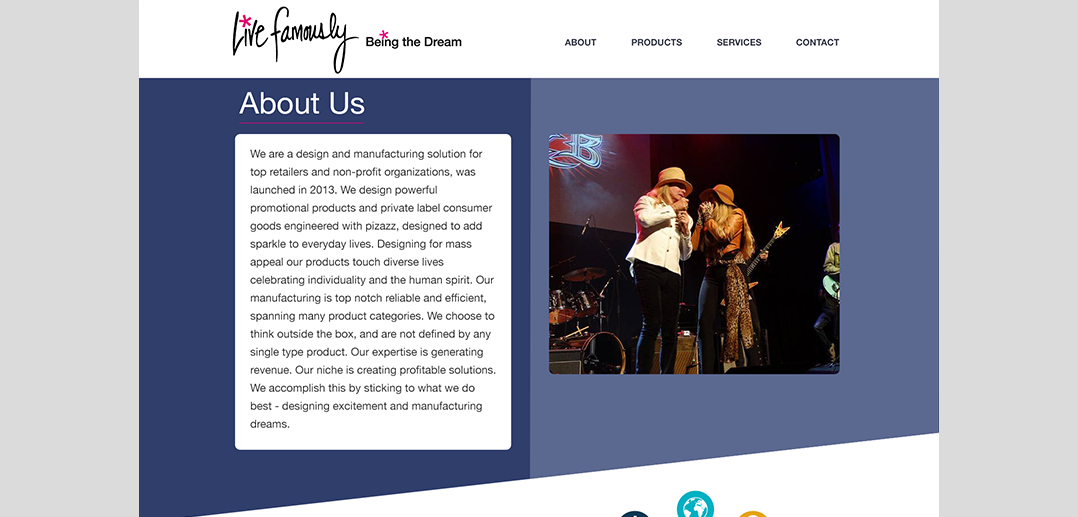 Live famously
Being the Dream
ABOUT PRODUCTS SERVICES CONTACT
About Us
We are a design and manufacturing solution for
top retailers and non-profit organizations, was
launched in 2013. We design powerful
promotional products and private label consumer
goods engineered with pizazz, designed to add
sparkle to everyday lives. Designing for mass
appeal our products touch diverse lives
celebrating individuality and the human spirit. Our
manufacturing is top notch reliable and efficient,
spanning many product categories. We choose to
think outside the box, and are not defined by any
single type product. Our expertise is generating
revenue. Our niche is creating profitable solutions.
We accomplish this by sticking to what we do
best - designing excitement and manufacturing
dreams.